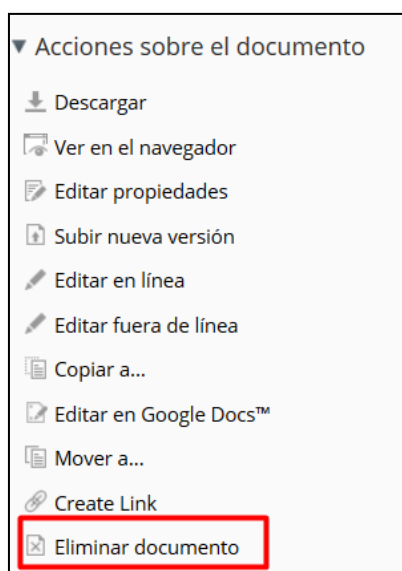 Acciones sobre el documento
Descargar
Ver en el navegador
Editar propiedades
Subir nueva versión
Editar en línea
Editar fuera de línea
Copiar a...
Editar en Google Docs™
Mover a...
Create Link
Eliminar documento